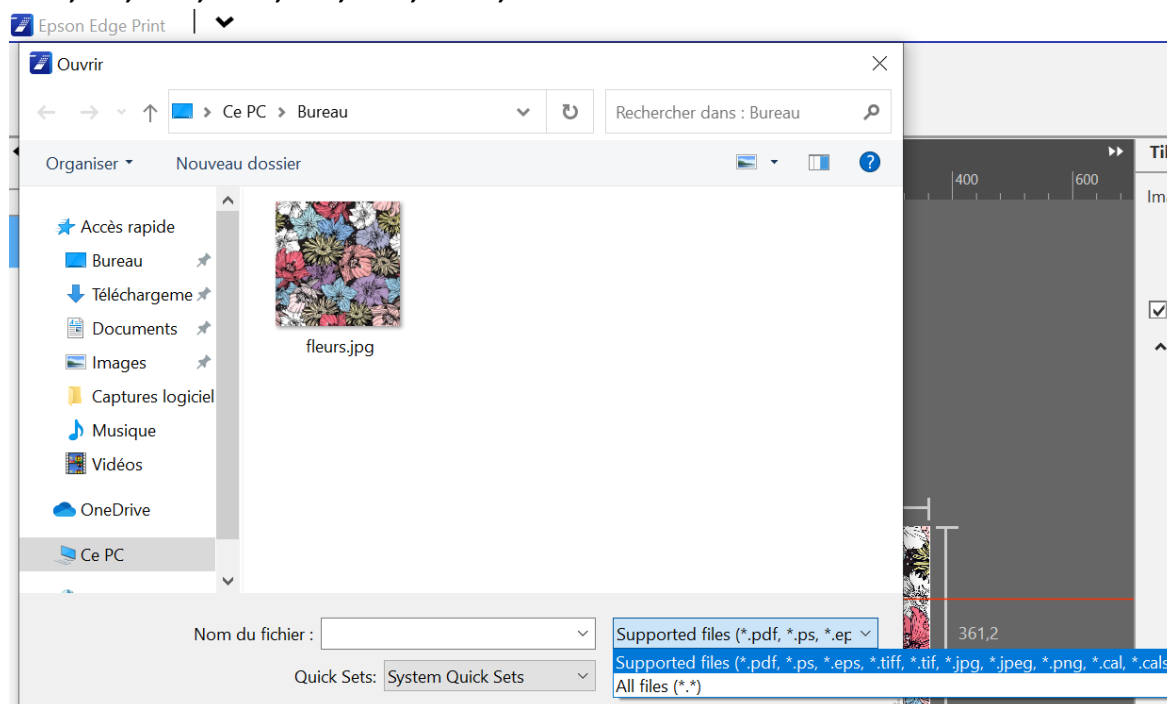 Epson Edge Print
Ouvrir
Ce PC > Bureau
Rechercher dans : Bureau
Organiser
Nouveau dossier
Accès rapide
Bureau
Téléchargeme
Documents
Images
Captures logiciel
Musique
Vidéos
OneDrive
Ce PC
fleurs.jpg
400
600
361,2
Nom du fichier :
Supported files (*.pdf, *.ps, *.ep
Quick Sets: System Quick Sets
Supported files (*.pdf, *.ps, *.eps, *.tiff, *.tif, *.jpg, *.jpeg, *.png, *.cal, *.cals
All files (*.*)